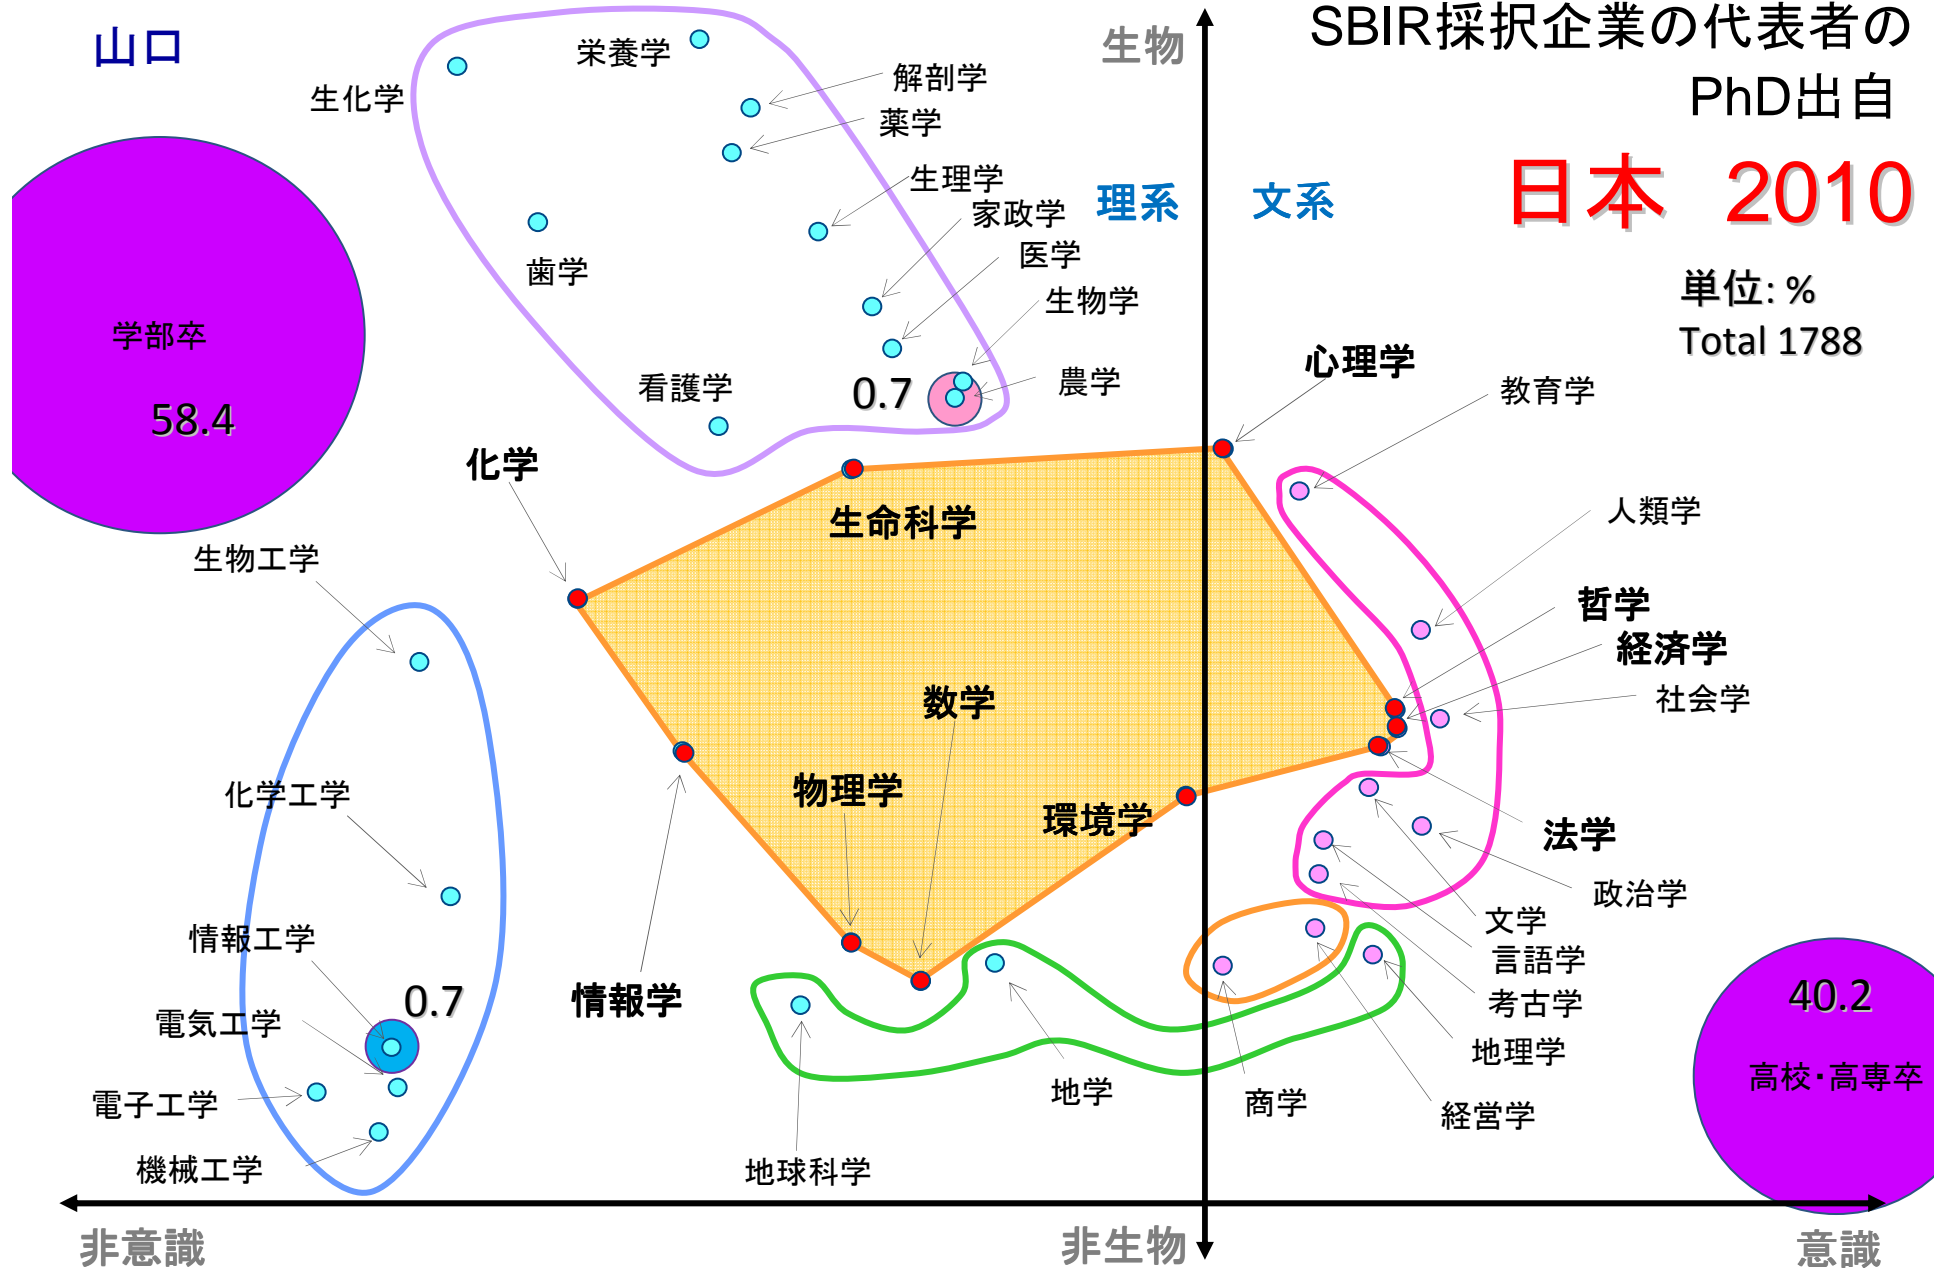 山口
SBIR採択企業の代表者の
PhD出自
日本 2010
単位: %
Total 1788
生物
理系
文系
栄養学
生化学
解剖学
薬学
生理学
家政学
医学
生物学
農学
歯学
看護学
0.7
学部卒
58.4
心理学
教育学
人類学
哲学
経済学
社会学
化学
生命科学
生物工学
数学
物理学
環境学
法学
政治学
化学工学
情報工学
0.7
電気工学
電子工学
機械工学
情報学
文学
言語学
考古学
地理学
経営学
商学
地学
地球科学
40.2
高校・高専卒
非意識
非生物
意識